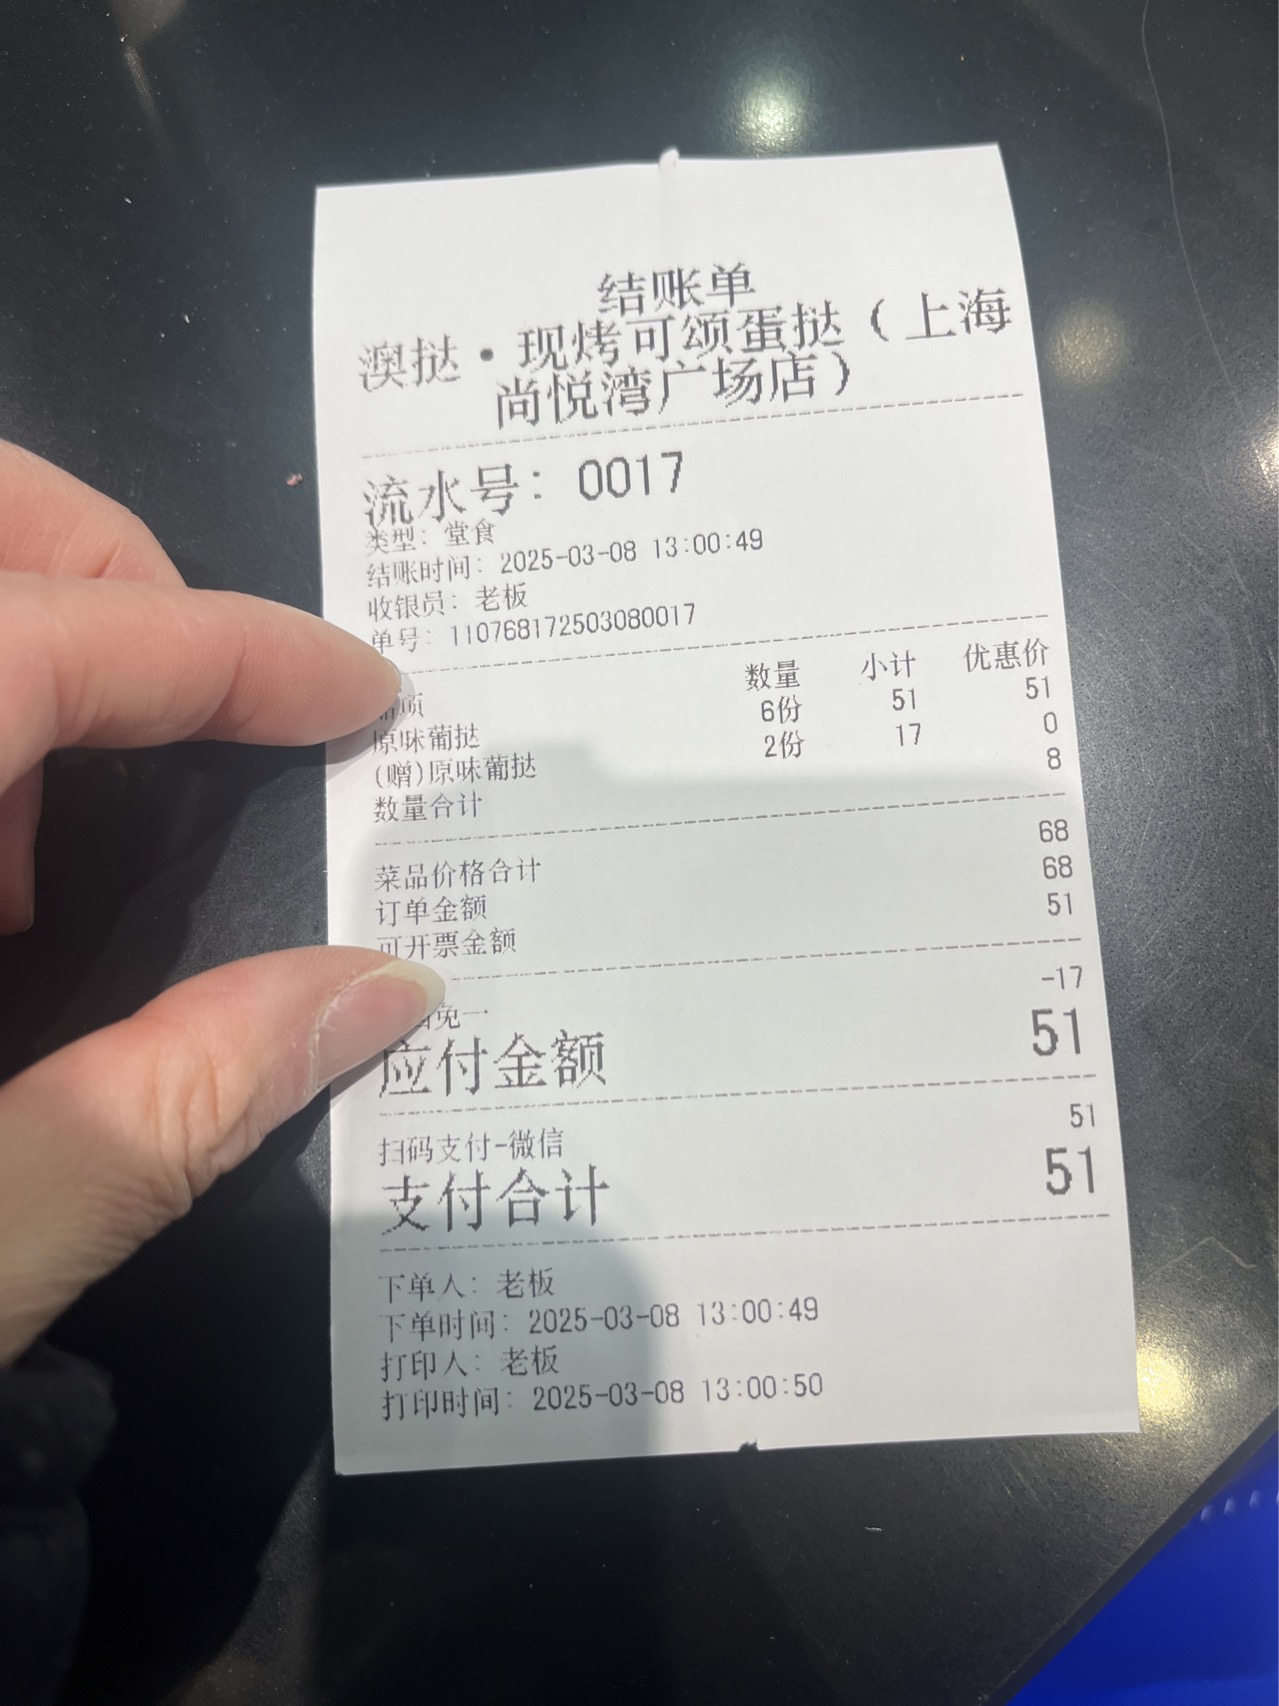 结账单
澳挞·现烤可颂蛋挞(上海
尚悦湾广场店)
流水号: 0017
类型: 堂食
结账时间: 2025-03-08 13:00:49
收银员: 老板
单号: 110768172503080017
项 数量 小计 优惠价
原味葡挞 6份 51 51
(赠)原味葡挞 2份 17 0
数量合计 8
菜品价格合计 68
订单金额 68
可开票金额 51
免一 -17
应付金额 51
扫码支付-微信 51
支付合计 51
下单人: 老板
下单时间: 2025-03-08 13:00:49
打印人: 老板
打印时间: 2025-03-08 13:00:50